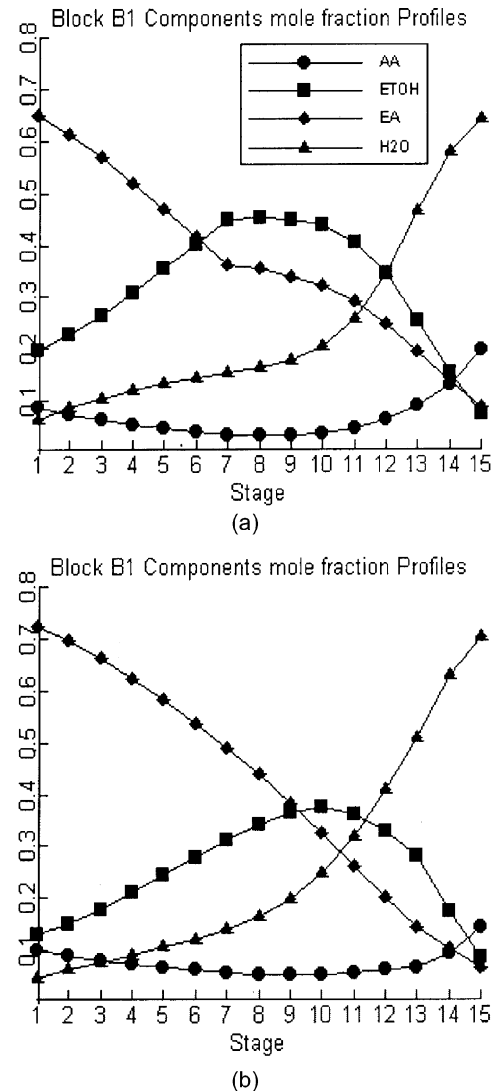 Block B1 Components mole fraction Profiles
0.8
0.7
0.6
0.5
0.4
0.3
0.2
0.1
AA
ETOH
EA
H2O
1 2 3 4 5 6 7 8 9 10 11 12 13 14 15
Stage
(a)
Block B1 Components mole fraction Profiles
0.8
0.7
0.6
0.5
0.4
0.3
0.2
0.1
1 2 3 4 5 6 7 8 9 10 11 12 13 14 15
Stage
(b)